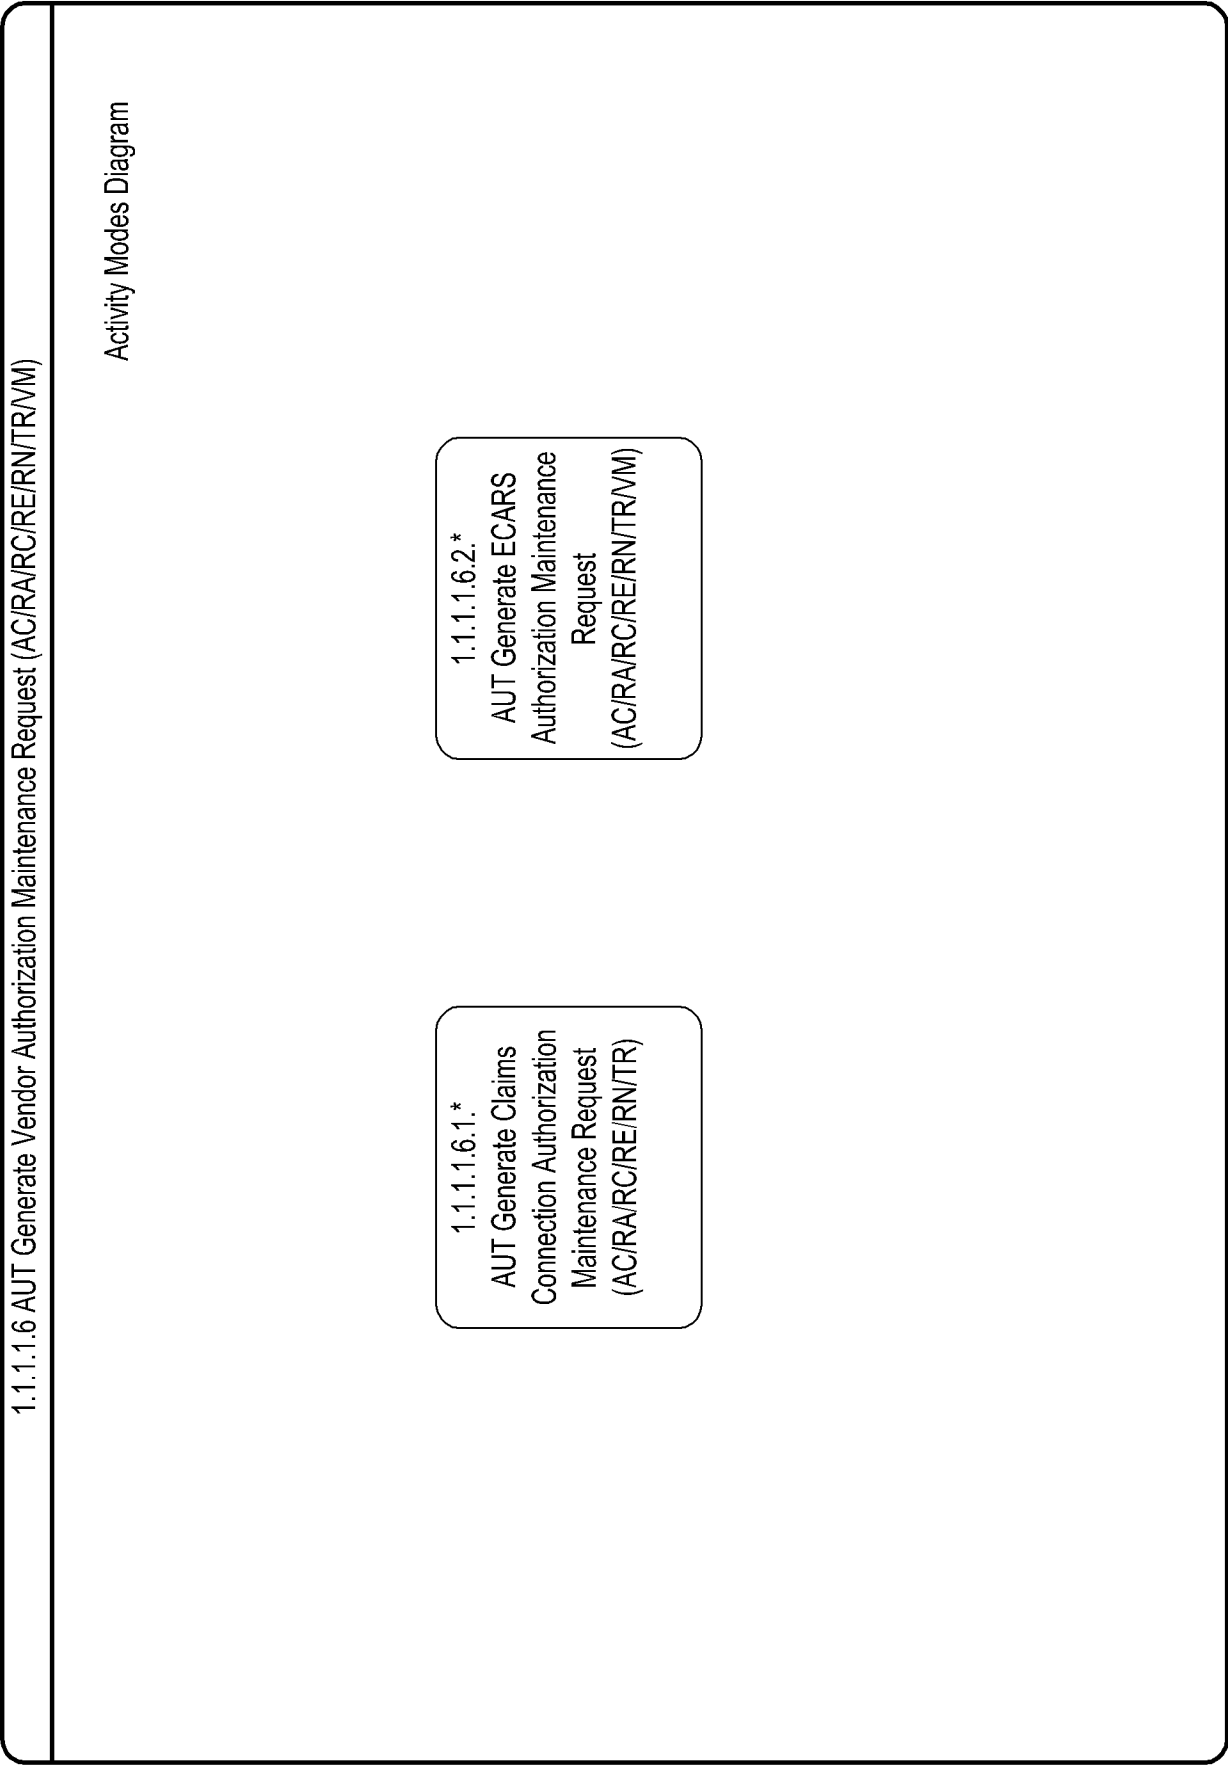 1.1.1.1.6 AUT Generate Vendor Authorization Maintenance Request (AC/RA/RC/RE/RN/TR/VM)
Activity Modes Diagram
1.1.1.1.6.1.*
AUT Generate Claims
Connection Authorization
Maintenance Request
(AC/RA/RC/RE/RN/TR)
1.1.1.1.6.2.*
AUT Generate ECARS
Authorization Maintenance
Request
(AC/RA/RC/RE/RN/TR/VM)